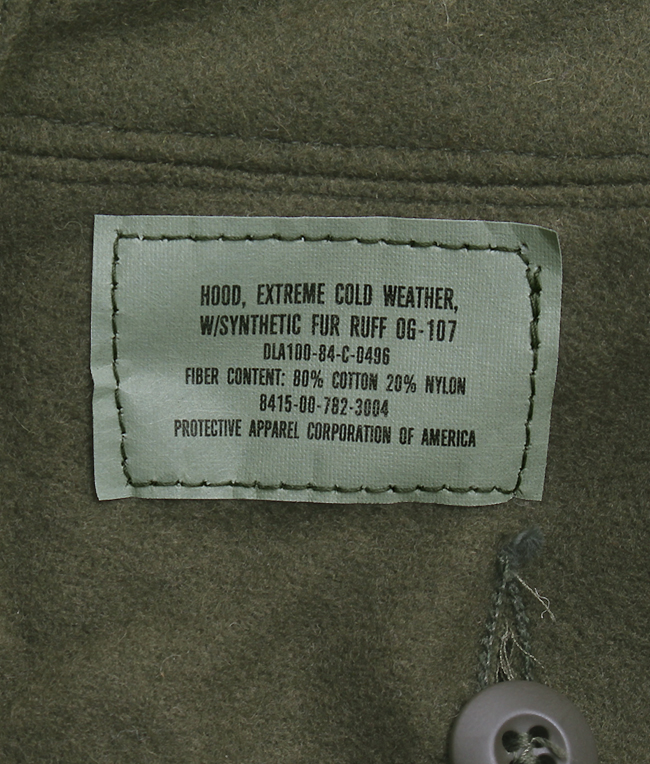 HOOD, EXTREME COLD WEATHER,
W/SYNTHETIC FUR RUFF OG-107
DLA100-84-C-0496
FIBER CONTENT: 80% COTTON 20% NYLON
8415-00-782-3004
PROTECTIVE APPAREL CORPORATION OF AMERICA